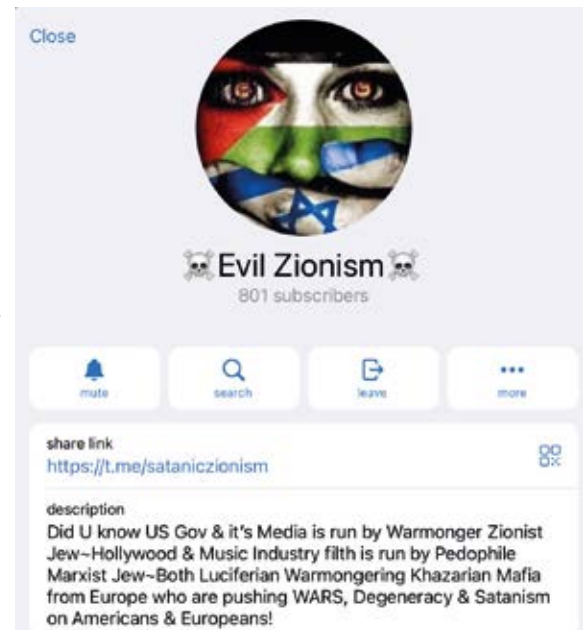 Close
☠Evil Zionism☠
801 subscribers
mute search leave more
share link
https://t.me/sataniczionism
description
Did U know US Gov & it's Media is run by Warmonger Zionist
Jew~Hollywood & Music Industry filth is run by Pedophile
Marxist Jew~Both Luciferian Warmongering Khazarian Mafia
from Europe who are pushing WARS, Degeneracy & Satanism
on Americans & Europeans!